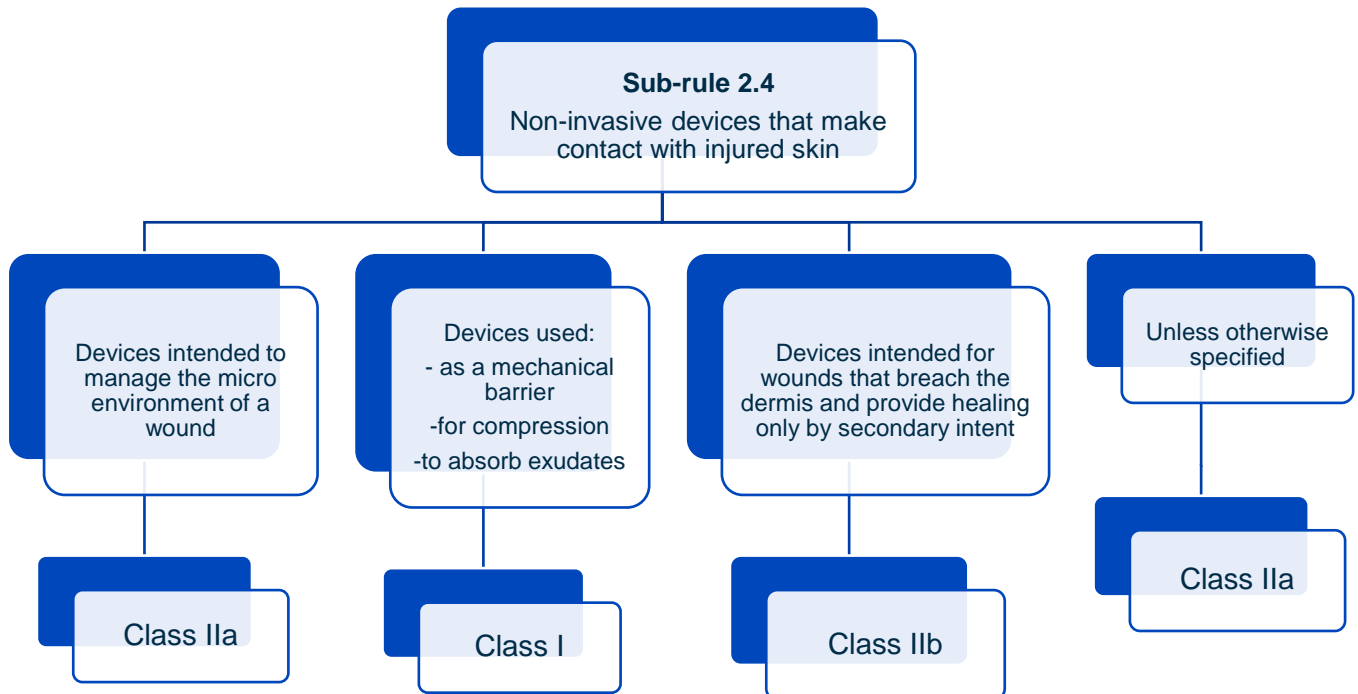 Sub-rule 2.4
Non-invasive devices that make
contact with injured skin
Devices intended to
manage the micro
environment of a
wound
Class IIa
Devices used:
- as a mechanical
barrier
-for compression
-to absorb exudates
Class I
Devices intended for
wounds that breach the
dermis and provide healing
only by secondary intent
Class IIb
Unless otherwise
specified
Class IIa